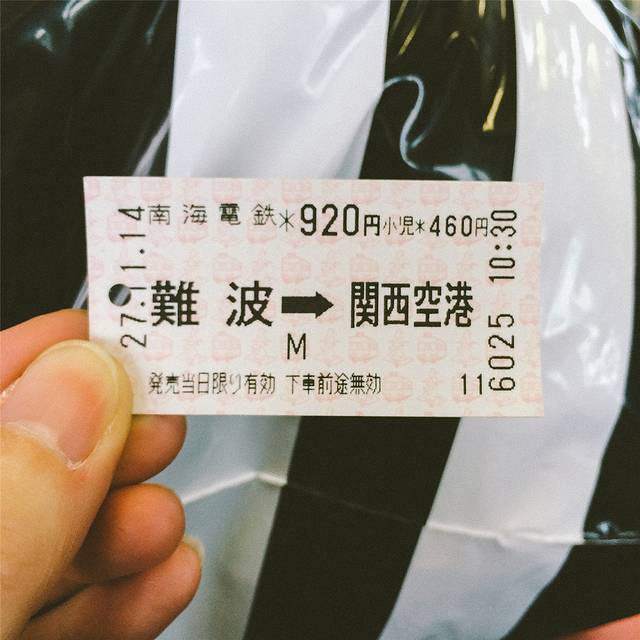 南海電鉄*920円小児*460円
難波➡関西空港
M
発売当日限り有効 下車前途無効
27.11.14
116025 10:30